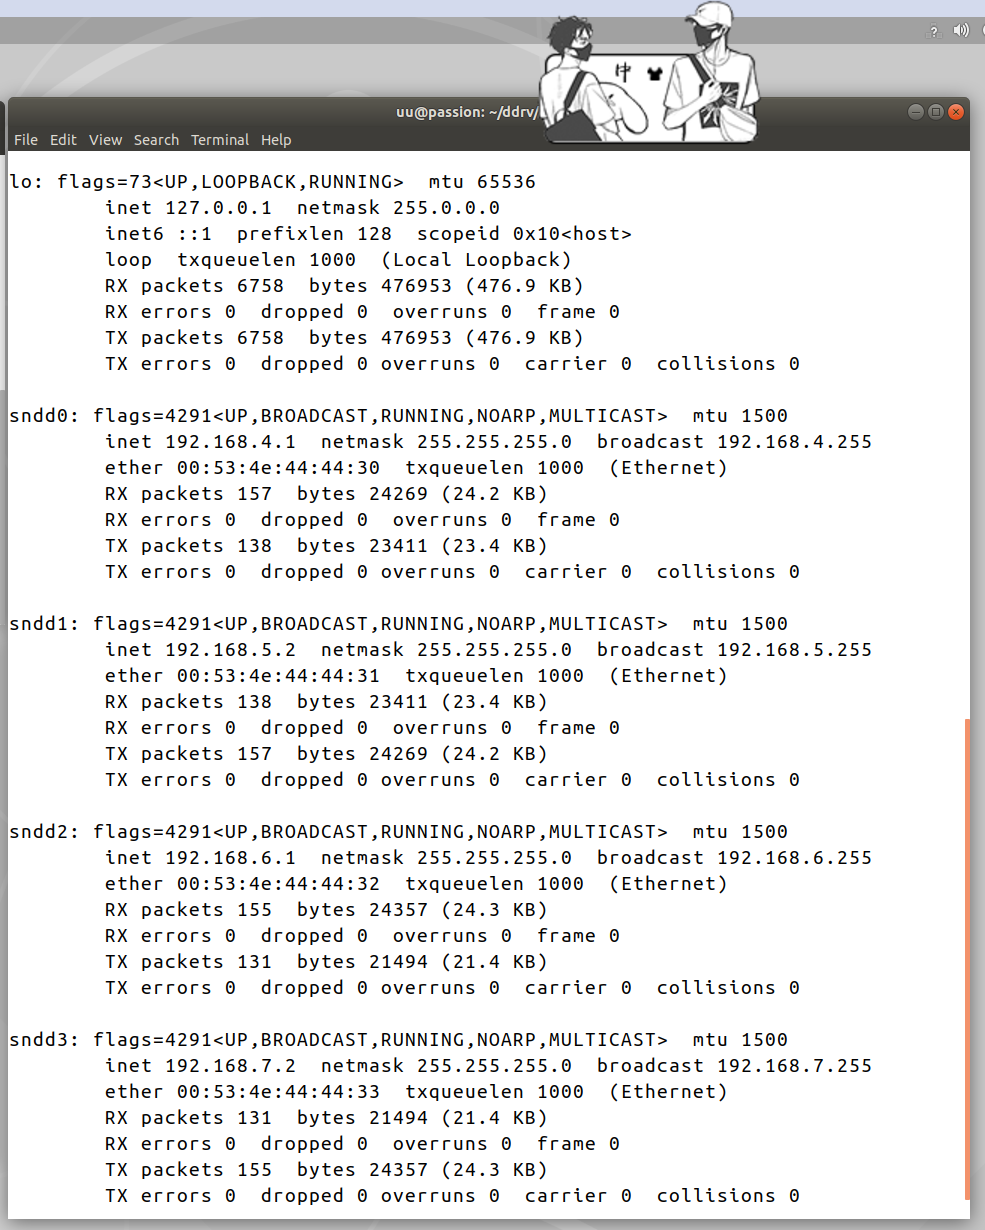 uu@passion: ~/ddrv/
File Edit View Search Terminal Help
中
lo: flags=73<UP,LOOPBACK,RUNNING>  mtu 65536
        inet 127.0.0.1  netmask 255.0.0.0
        inet6 ::1  prefixlen 128  scopeid 0x10<host>
        loop  txqueuelen 1000  (Local Loopback)
        RX packets 6758  bytes 476953 (476.9 KB)
        RX errors 0  dropped 0  overruns 0  frame 0
        TX packets 6758  bytes 476953 (476.9 KB)
        TX errors 0  dropped 0 overruns 0  carrier 0  collisions 0

sndd0: flags=4291<UP,BROADCAST,RUNNING,NOARP,MULTICAST>  mtu 1500
        inet 192.168.4.1  netmask 255.255.255.0  broadcast 192.168.4.255
        ether 00:53:4e:44:44:30  txqueuelen 1000  (Ethernet)
        RX packets 157  bytes 24269 (24.2 KB)
        RX errors 0  dropped 0  overruns 0  frame 0
        TX packets 138  bytes 23411 (23.4 KB)
        TX errors 0  dropped 0 overruns 0  carrier 0  collisions 0

sndd1: flags=4291<UP,BROADCAST,RUNNING,NOARP,MULTICAST>  mtu 1500
        inet 192.168.5.2  netmask 255.255.255.0  broadcast 192.168.5.255
        ether 00:53:4e:44:44:31  txqueuelen 1000  (Ethernet)
        RX packets 138  bytes 23411 (23.4 KB)
        RX errors 0  dropped 0  overruns 0  frame 0
        TX packets 157  bytes 24269 (24.2 KB)
        TX errors 0  dropped 0 overruns 0  carrier 0  collisions 0

sndd2: flags=4291<UP,BROADCAST,RUNNING,NOARP,MULTICAST>  mtu 1500
        inet 192.168.6.1  netmask 255.255.255.0  broadcast 192.168.6.255
        ether 00:53:4e:44:44:32  txqueuelen 1000  (Ethernet)
        RX packets 155  bytes 24357 (24.3 KB)
        RX errors 0  dropped 0  overruns 0  frame 0
        TX packets 131  bytes 21494 (21.4 KB)
        TX errors 0  dropped 0 overruns 0  carrier 0  collisions 0

sndd3: flags=4291<UP,BROADCAST,RUNNING,NOARP,MULTICAST>  mtu 1500
        inet 192.168.7.2  netmask 255.255.255.0  broadcast 192.168.7.255
        ether 00:53:4e:44:44:33  txqueuelen 1000  (Ethernet)
        RX packets 131  bytes 21494 (21.4 KB)
        RX errors 0  dropped 0  overruns 0  frame 0
        TX packets 155  bytes 24357 (24.3 KB)
        TX errors 0  dropped 0 overruns 0  carrier 0  collisions 0